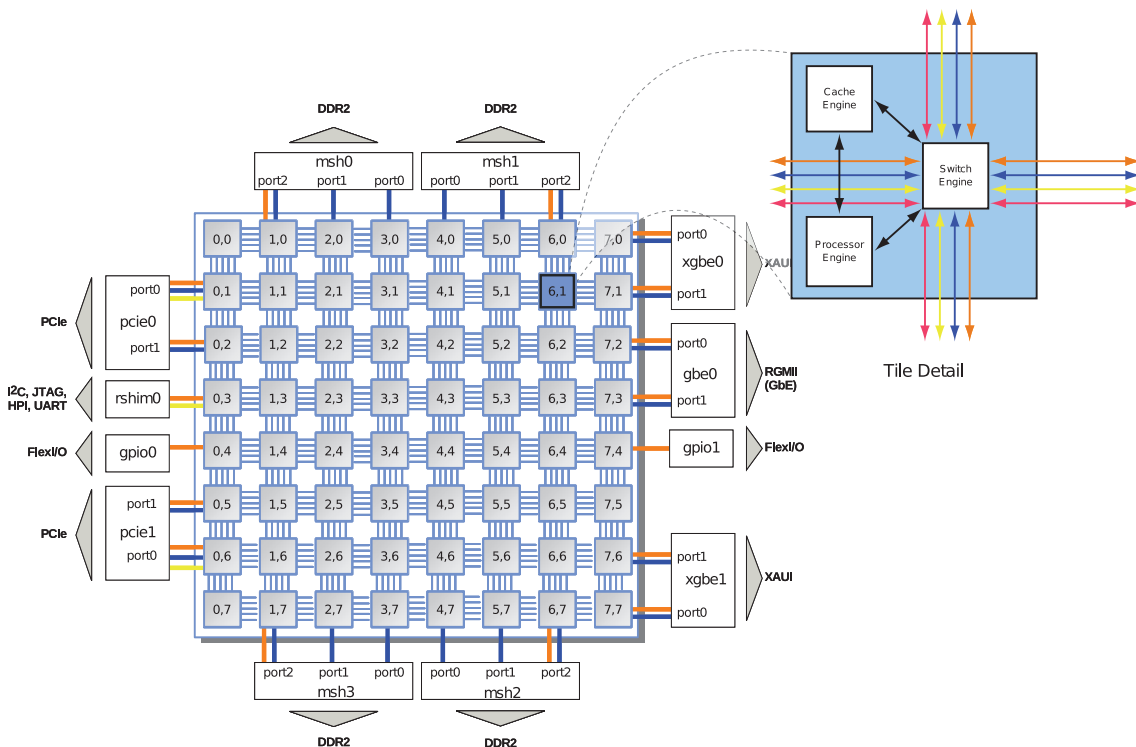 DDR2
DDR2
msh0
port2 port1 port0
msh1
port0 port1 port2
0,0 1,0 2,0 3,0 4,0 5,0 6,0 7,0
0,1 1,1 2,1 3,1 4,1 5,1 6,1 7,1
0,2 1,2 2,2 3,2 4,2 5,2 6,2 7,2
0,3 1,3 2,3 3,3 4,3 5,3 6,3 7,3
0,4 1,4 2,4 3,4 4,4 5,4 6,4 7,4
0,5 1,5 2,5 3,5 4,5 5,5 6,5 7,5
0,6 1,6 2,6 3,6 4,6 5,6 6,6 7,6
0,7 1,7 2,7 3,7 4,7 5,7 6,7 7,7
PCIe
port0
pcie0
port1
I²C, JTAG,
HPI, UART
rshim0
FlexI/O
gpio0
PCIe
port1
pcie1
port0
port0
xgbe0
port1
XAUI
port0
gbe0
port1
RGMII
(GbE)
gpio1
FlexI/O
port1
xgbe1
port0
XAUI
port2 port1 port0
msh3
port0 port1 port2
msh2
DDR2
DDR2
Cache
Engine
Switch
Engine
Processor
Engine
Tile Detail